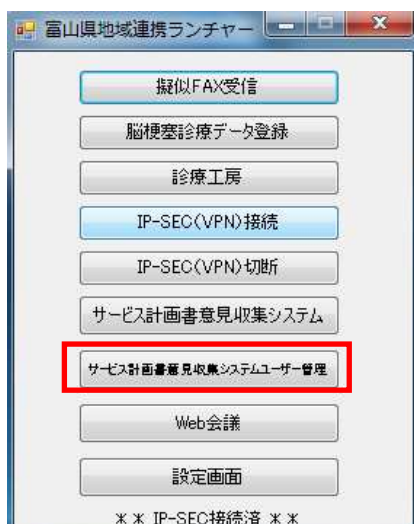 富山県地域連携ランチャー
擬似FAX受信
脳梗塞診療データ登録
診療工房
IP-SEC(VPN)接続
IP-SEC(VPN)切断
サービス計画書意見収集システム
サービス計画書意見収集システムユーザー管理
Web会議
設定画面
** IP-SEC接続済 **